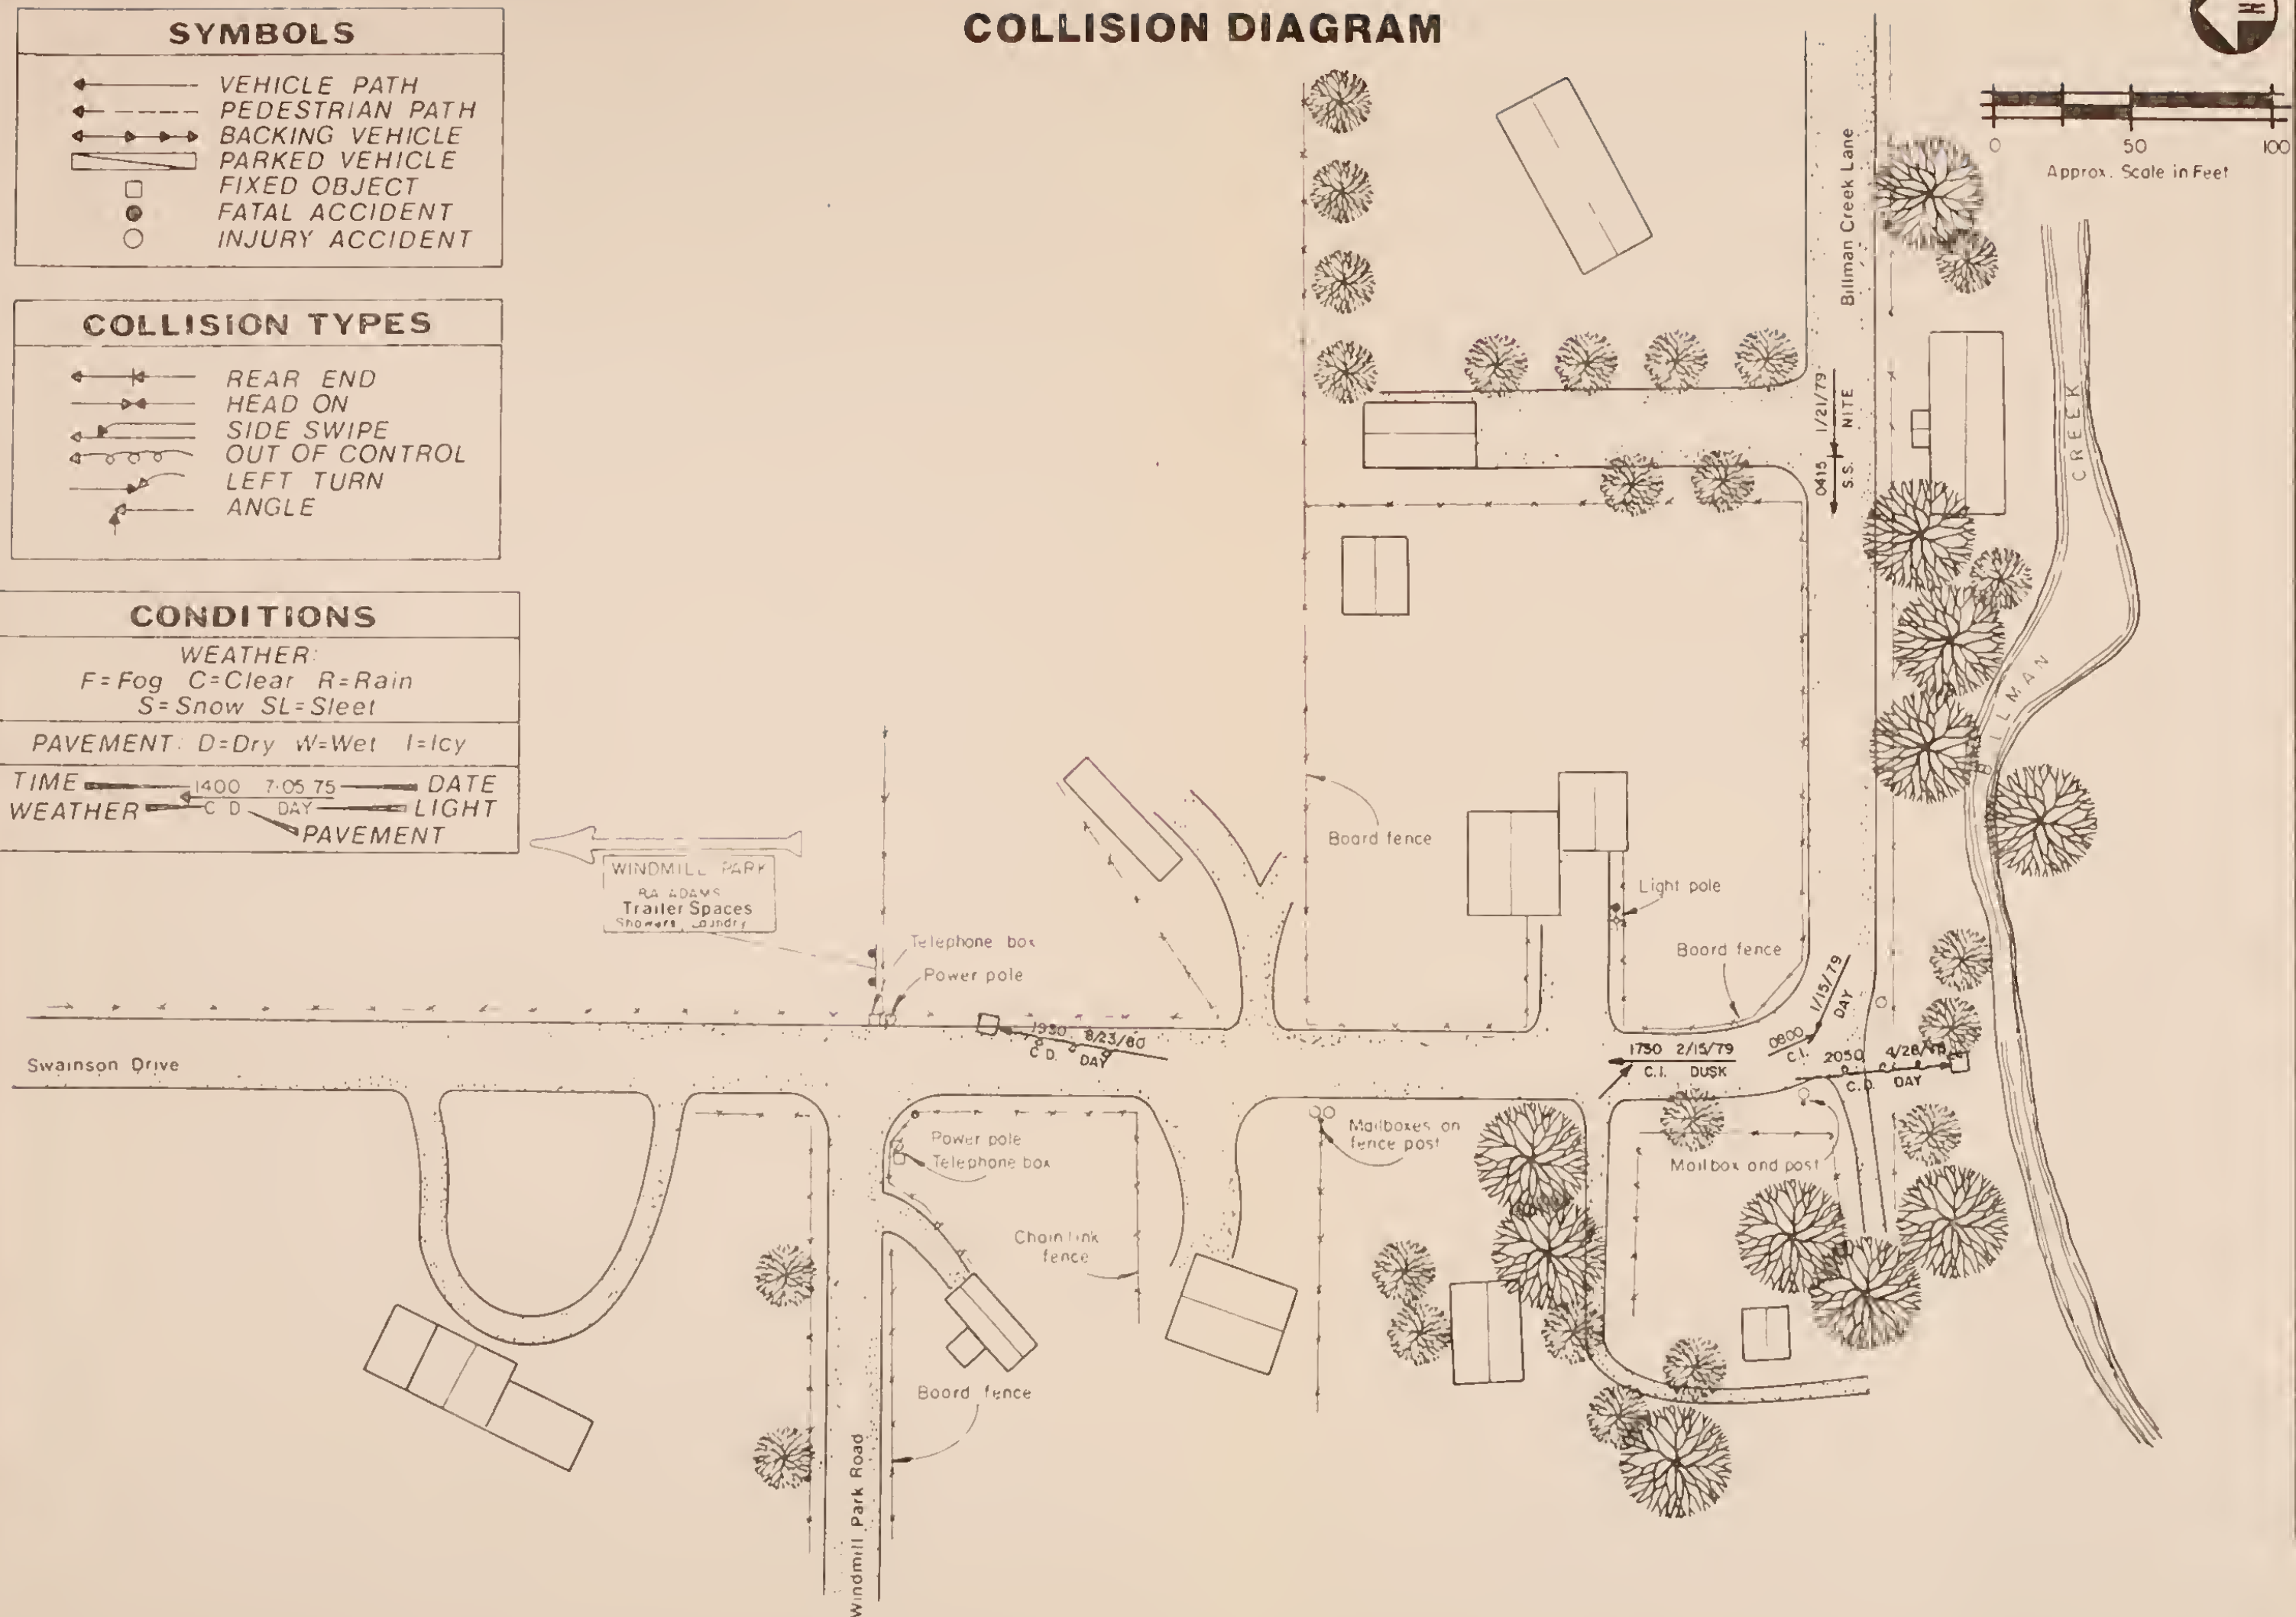 COLLISION DIAGRAM
SYMBOLS
VEHICLE PATH
PEDESTRIAN PATH
BACKING VEHICLE
PARKED VEHICLE
FIXED OBJECT
FATAL ACCIDENT
INJURY ACCIDENT
COLLISION TYPES
REAR END
HEAD ON
SIDE SWIPE
OUT OF CONTROL
LEFT TURN
ANGLE
CONDITIONS
WEATHER:
F=Fog C=Clear R=Rain
S=Snow SL=Sleet
PAVEMENT: D=Dry W=Wet I=Icy
TIME 1400 7·05 75 DATE
WEATHER C D DAY LIGHT
PAVEMENT
0 50 100
Approx. Scale in Feet
Billman Creek Lane
CREEK
0415 1/21/79
S.S. NITE
WINDMILL PARK
R.A. ADAMS
Trailer Spaces
Showers, Laundry
Telephone box
Power pole
Board fence
Light pole
Board fence
Swainson Drive
1930 8/23/80
C.D. DAY
1750 2/15/79
C.I. DUSK
0800 1/15/79
C.I. DAY
2050
C.D. DAY
Power pole
Telephone box
Mailboxes on
fence post
Mailbox and post
Chain link
fence
Board fence
Windmill Park Road